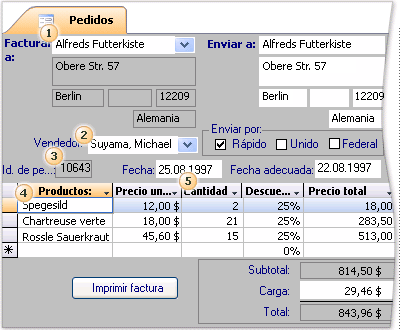 1 Pedidos
Facturar a: Alfreds Futterkiste Enviar a: Alfreds Futterkiste
Obere Str. 57 Obere Str. 57
Berlin 12209 Berlin
Alemania Alemania
2 Enviar por:
Vendedor: Suyama, Michael Rápido Unido Federal
3
Id. de pe... 10643 Fecha: 25.08.1997 Fecha adecuada: 22.08.1997
4 5
Productos: Precio un... Cantidad Descue... Precio total
Spegesild 12,00 $ 2 25% 18,00
Chartreuse verte 18,00 $ 21 25% 283,50
Rossle Sauerkraut 45,60 $ 15 25% 513,00
0%
Subtotal: 814,50 $
Imprimir factura Carga: 29,46 $
Total: 843,96 $